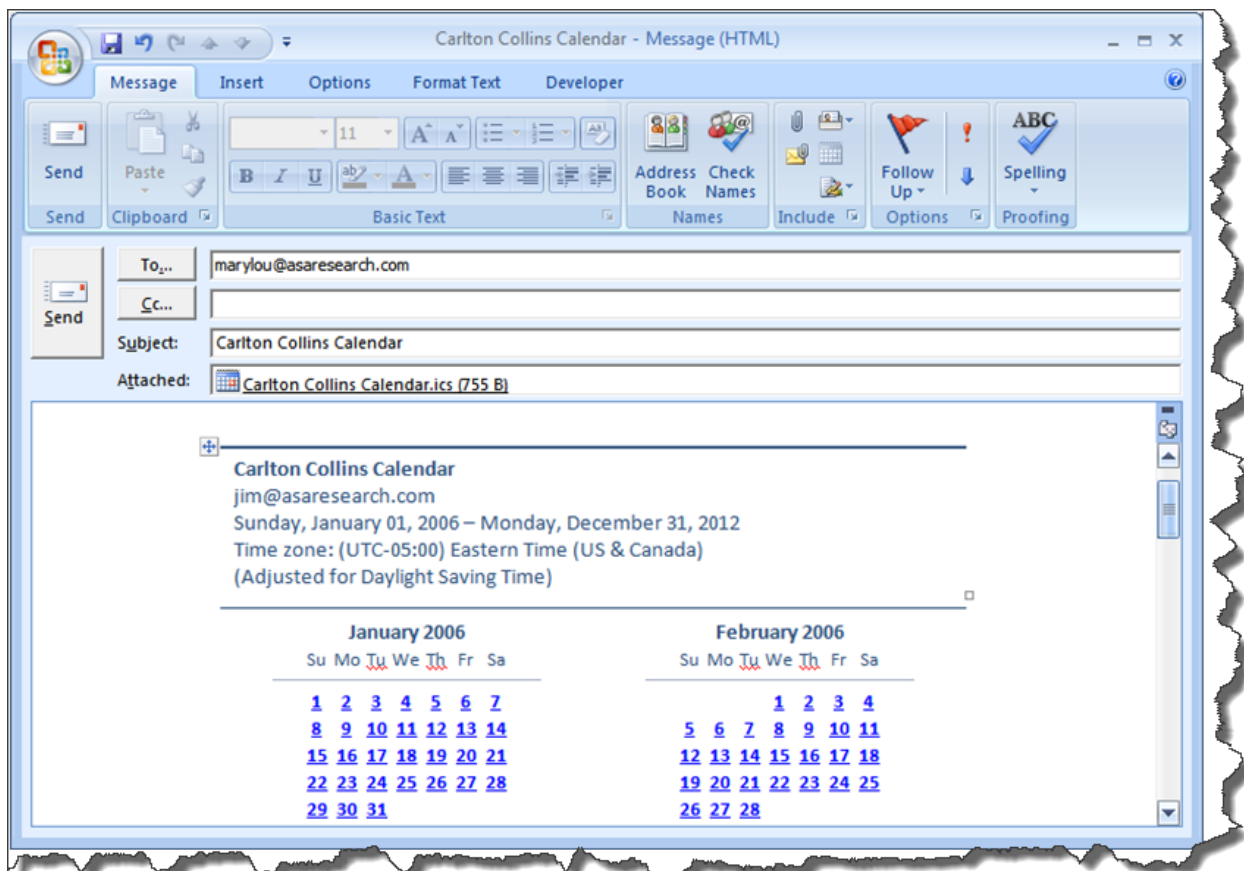 Carlton Collins Calendar - Message (HTML)
Message Insert Options Format Text Developer
11
ABC
Send Paste B I U ab A Address Book Check Names Follow Up Spelling
Send Clipboard Basic Text Names Include Options Proofing
Send
To... marylou@asaresearch.com
Cc...
Subject: Carlton Collins Calendar
Attached: Carlton Collins Calendar.ics (755 B)
Carlton Collins Calendar
jim@asaresearch.com
Sunday, January 01, 2006 – Monday, December 31, 2012
Time zone: (UTC-05:00) Eastern Time (US & Canada)
(Adjusted for Daylight Saving Time)
January 2006 February 2006
Su Mo Tu We Th Fr Sa Su Mo Tu We Th Fr Sa
1 2 3 4 5 6 7 1 2 3 4
8 9 10 11 12 13 14 5 6 7 8 9 10 11
15 16 17 18 19 20 21 12 13 14 15 16 17 18
22 23 24 25 26 27 28 19 20 21 22 23 24 25
29 30 31 26 27 28